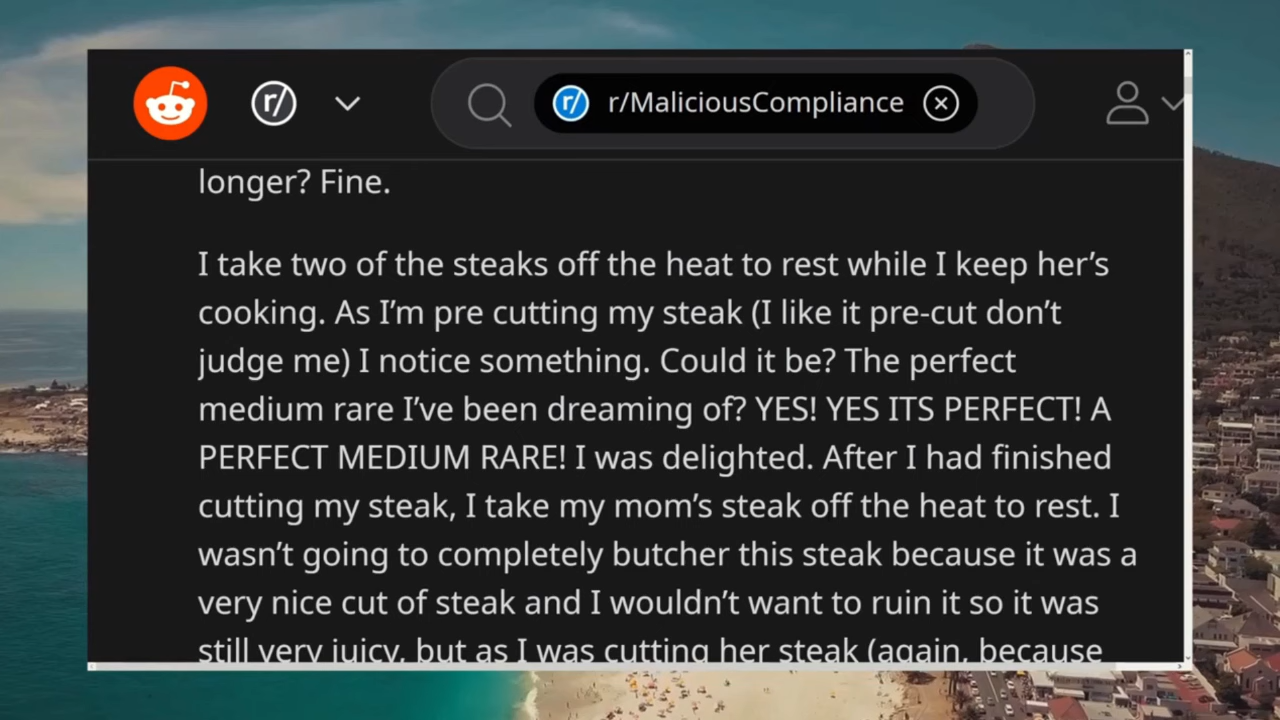 r/
r/ r/MaliciousCompliance
longer? Fine.
I take two of the steaks off the heat to rest while I keep her’s
cooking. As I’m pre cutting my steak (I like it pre-cut don’t
judge me) I notice something. Could it be? The perfect
medium rare I’ve been dreaming of? YES! YES ITS PERFECT! A
PERFECT MEDIUM RARE! I was delighted. After I had finished
cutting my steak, I take my mom’s steak off the heat to rest. I
wasn’t going to completely butcher this steak because it was a
very nice cut of steak and I wouldn’t want to ruin it so it was
still very juicy, but as I was cutting her steak (again, because